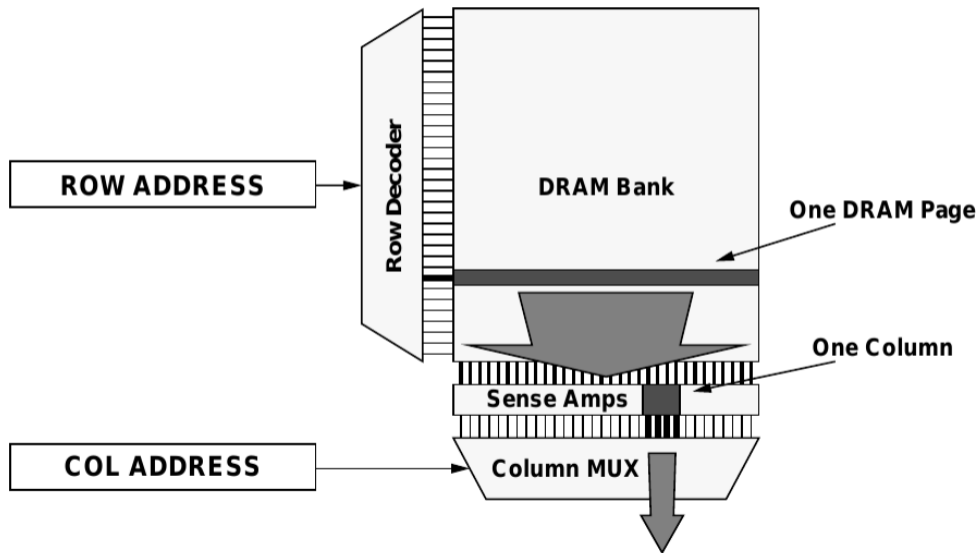 ROW ADDRESS
Row Decoder
DRAM Bank
One DRAM Page
One Column
Sense Amps
COL ADDRESS
Column MUX